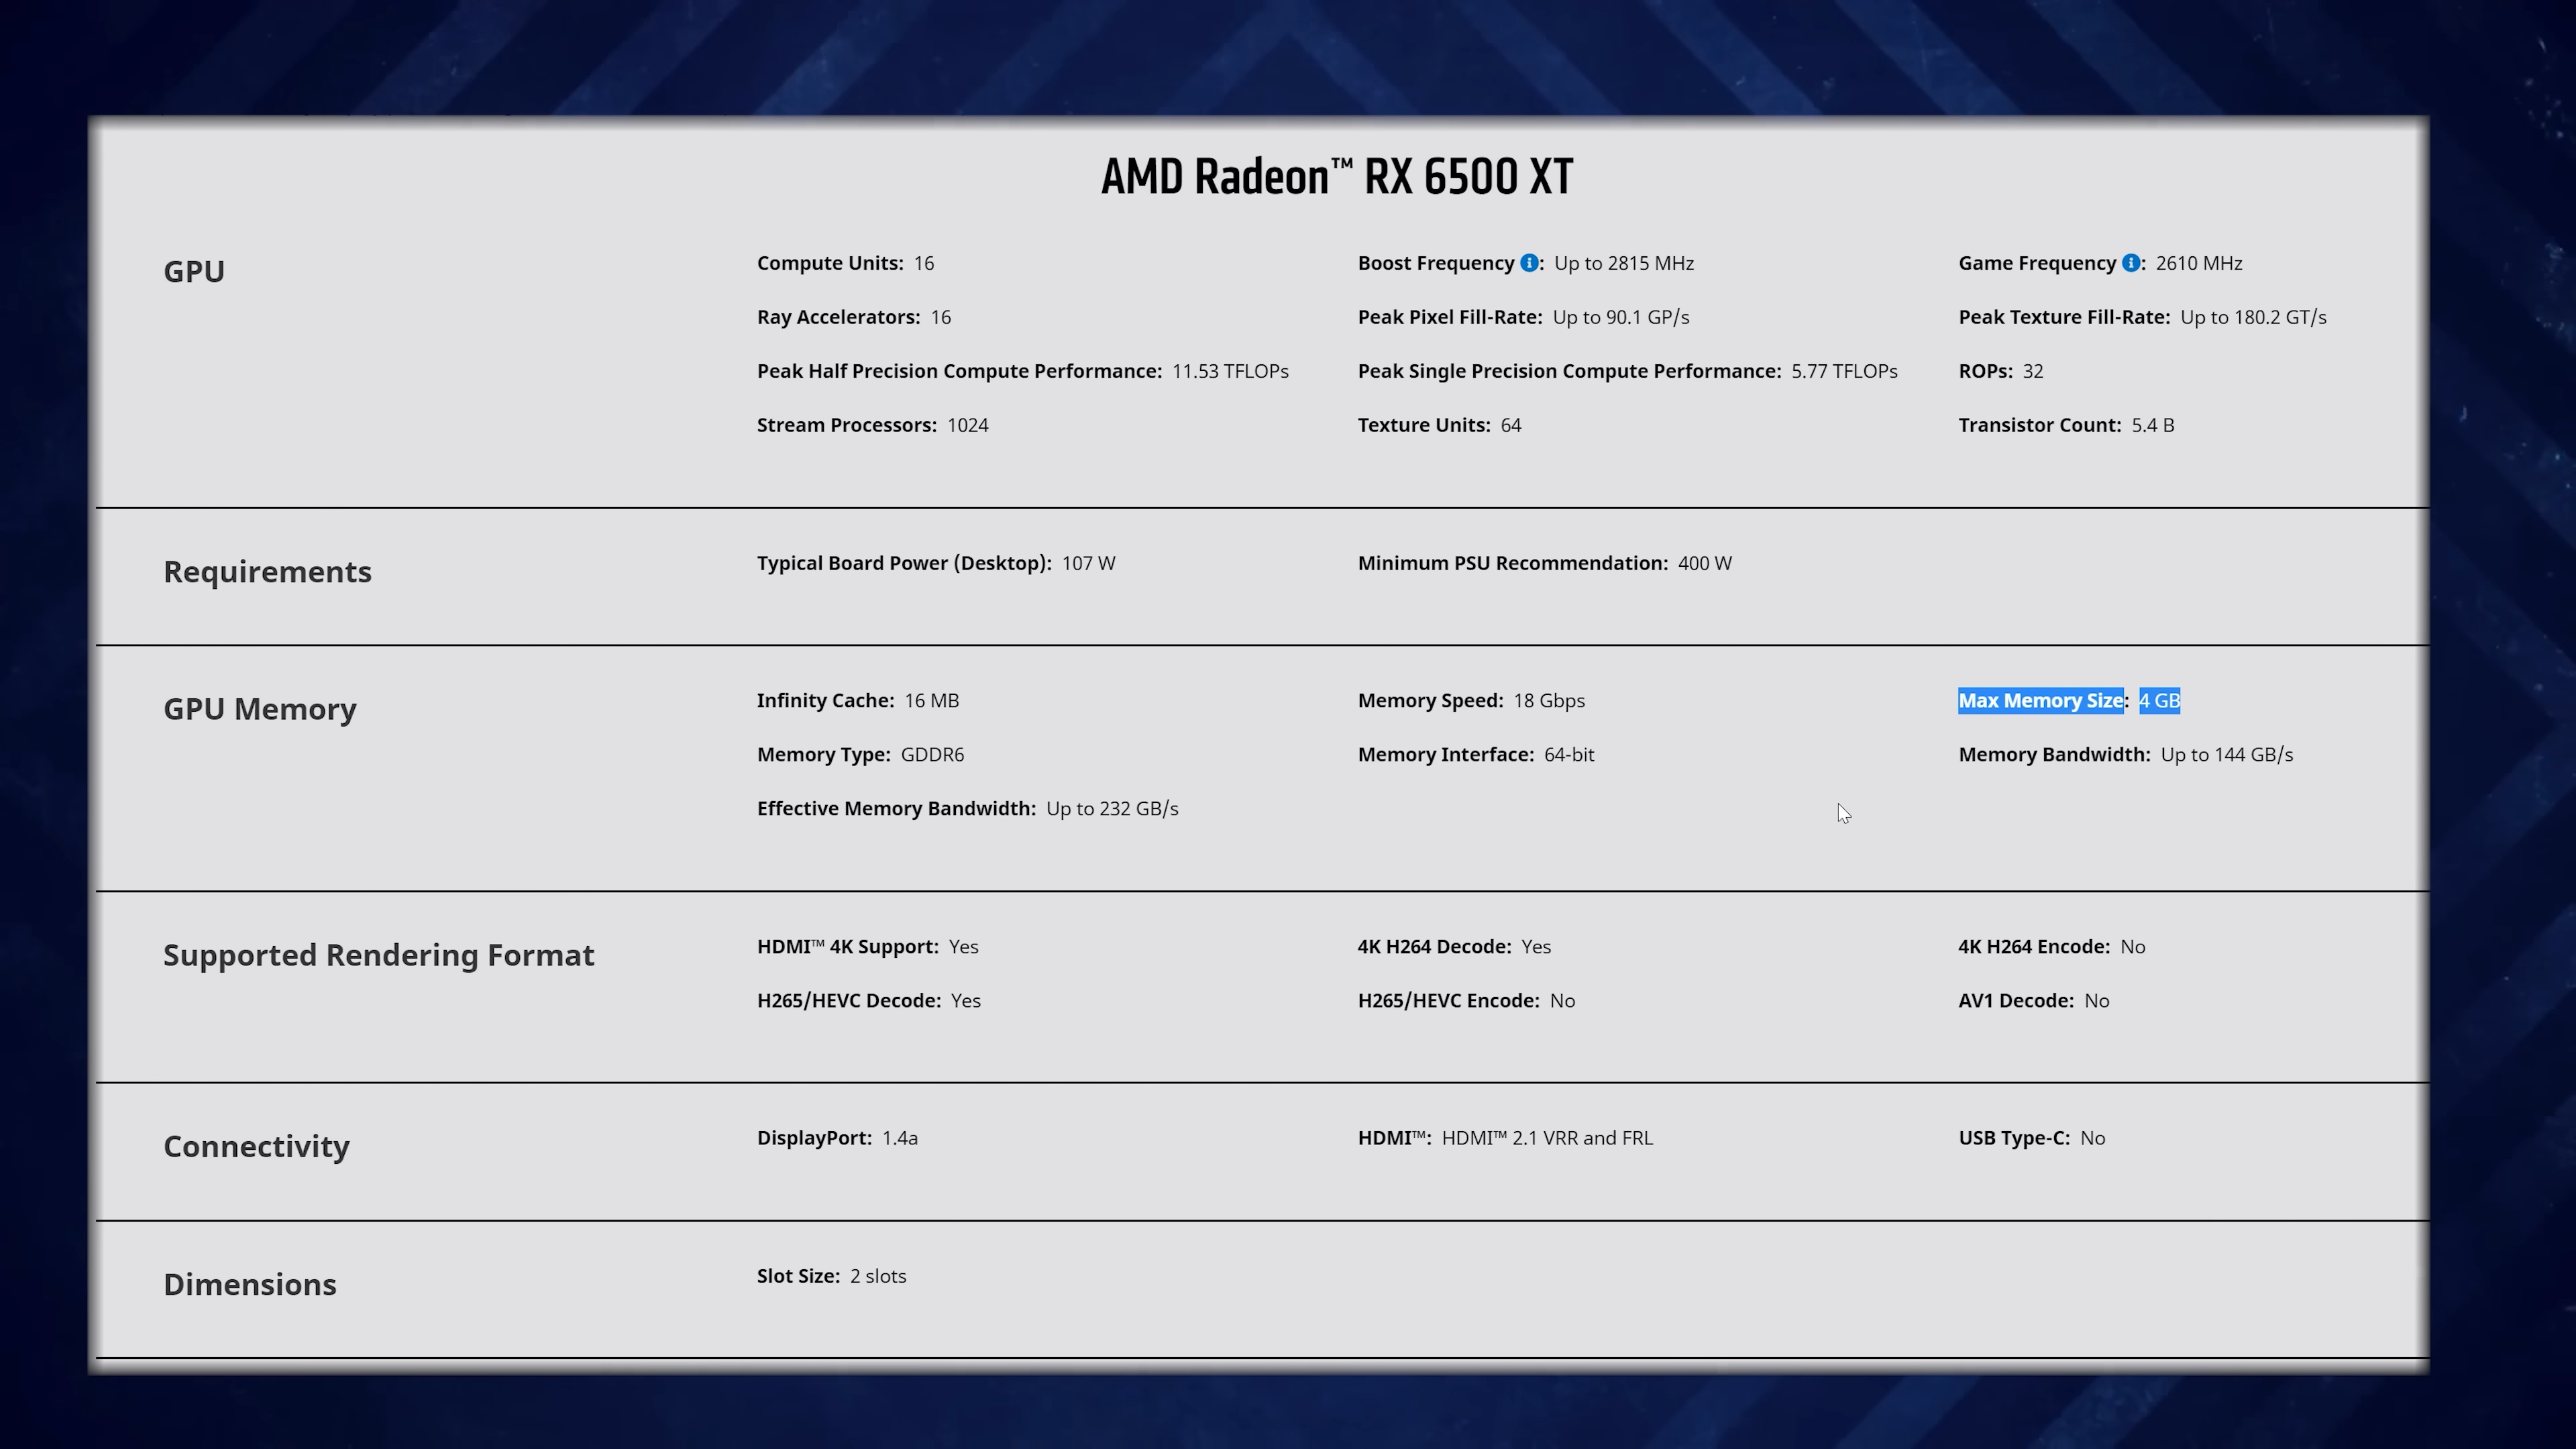 AMD Radeon™ RX 6500 XT
GPU
Compute Units: 16
Boost Frequency : Up to 2815 MHz
Game Frequency : 2610 MHz
Ray Accelerators: 16
Peak Pixel Fill-Rate: Up to 90.1 GP/s
Peak Texture Fill-Rate: Up to 180.2 GT/s
Peak Half Precision Compute Performance: 11.53 TFLOPs
Peak Single Precision Compute Performance: 5.77 TFLOPs
ROPs: 32
Stream Processors: 1024
Texture Units: 64
Transistor Count: 5.4 B
Requirements
Typical Board Power (Desktop): 107 W
Minimum PSU Recommendation: 400 W
GPU Memory
Infinity Cache: 16 MB
Memory Speed: 18 Gbps
Max Memory Size: 4 GB
Memory Type: GDDR6
Memory Interface: 64-bit
Memory Bandwidth: Up to 144 GB/s
Effective Memory Bandwidth: Up to 232 GB/s
Supported Rendering Format
HDMI™ 4K Support: Yes
4K H264 Decode: Yes
4K H264 Encode: No
H265/HEVC Decode: Yes
H265/HEVC Encode: No
AV1 Decode: No
Connectivity
DisplayPort: 1.4a
HDMI™: HDMI™ 2.1 VRR and FRL
USB Type-C: No
Dimensions
Slot Size: 2 slots